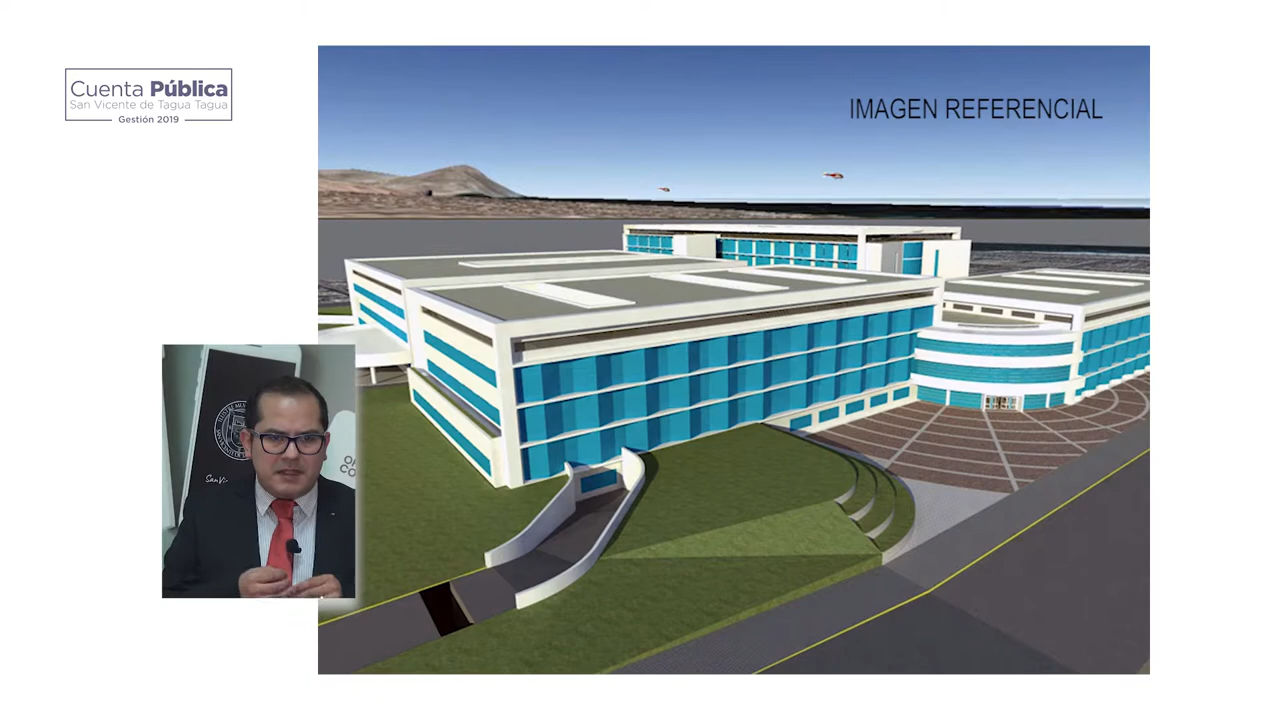 Cuenta Pública
San Vicente de Tagua Tagua
Gestión 2019
IMAGEN REFERENCIAL